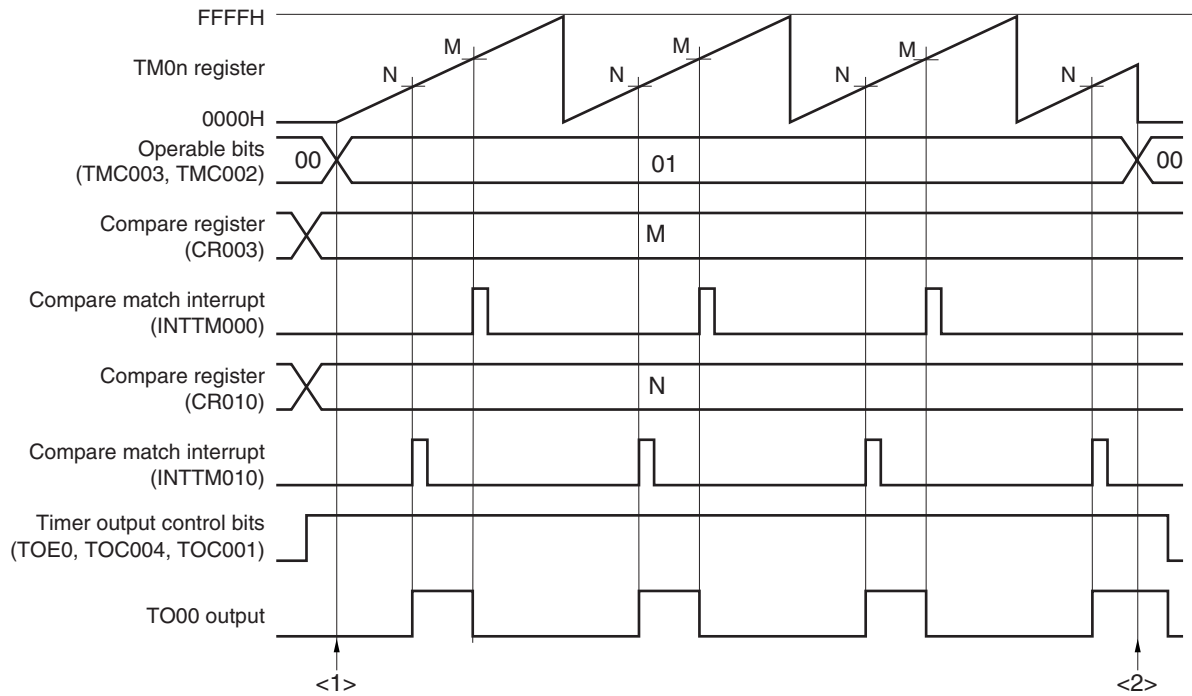 FFFFH
TM0n register
0000H
N M N M N M N
Operable bits
(TMC003, TMC002)
00 01 00
Compare register
(CR003)
M
Compare match interrupt
(INTTM000)
Compare register
(CR010)
N
Compare match interrupt
(INTTM010)
Timer output control bits
(TOE0, TOC004, TOC001)
TO00 output
<1> <2>